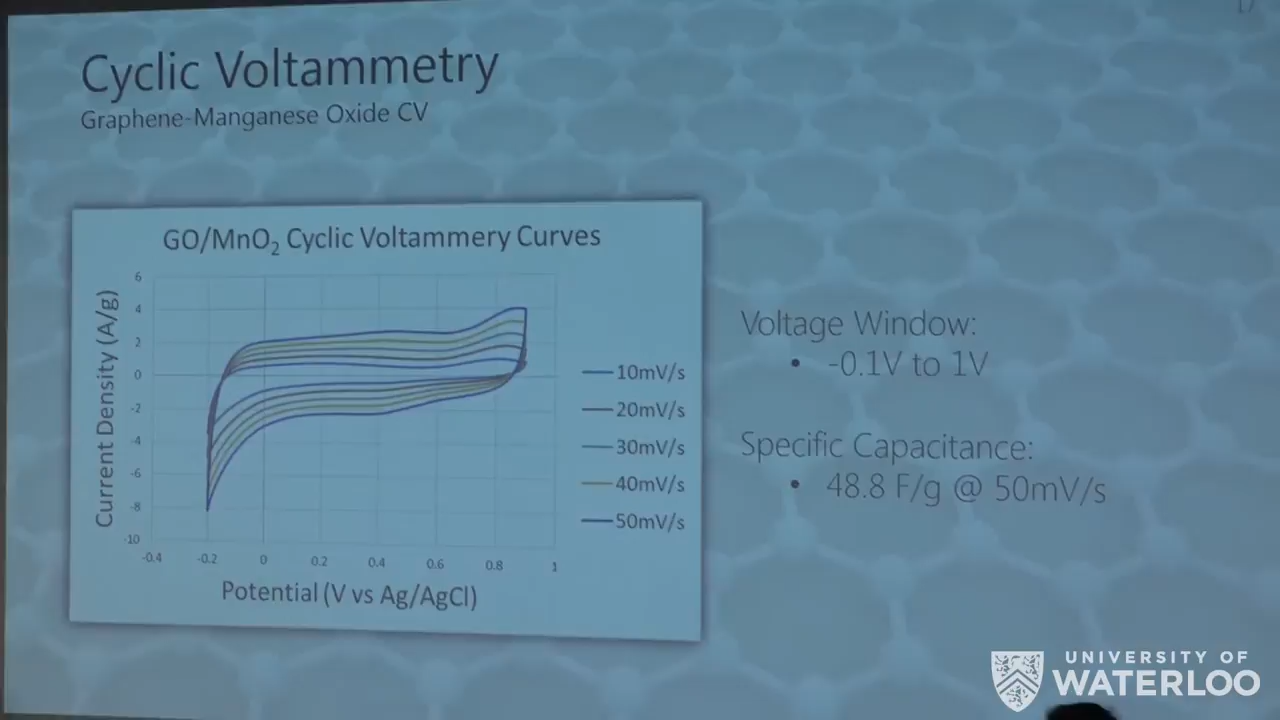 17
Cyclic Voltammetry
Graphene-Manganese Oxide CV
GO/MnO₂ Cyclic Voltammery Curves
Current Density (A/g)
6
4
2
0
-2
-4
-6
-8
-10
-0.4
-0.2
0
0.2
0.4
0.6
0.8
1
Potential (V vs Ag/AgCl)
10mV/s
20mV/s
30mV/s
40mV/s
50mV/s
Voltage Window:
• -0.1V to 1V
Specific Capacitance:
• 48.8 F/g @ 50mV/s
UNIVERSITY OF
WATERLOO